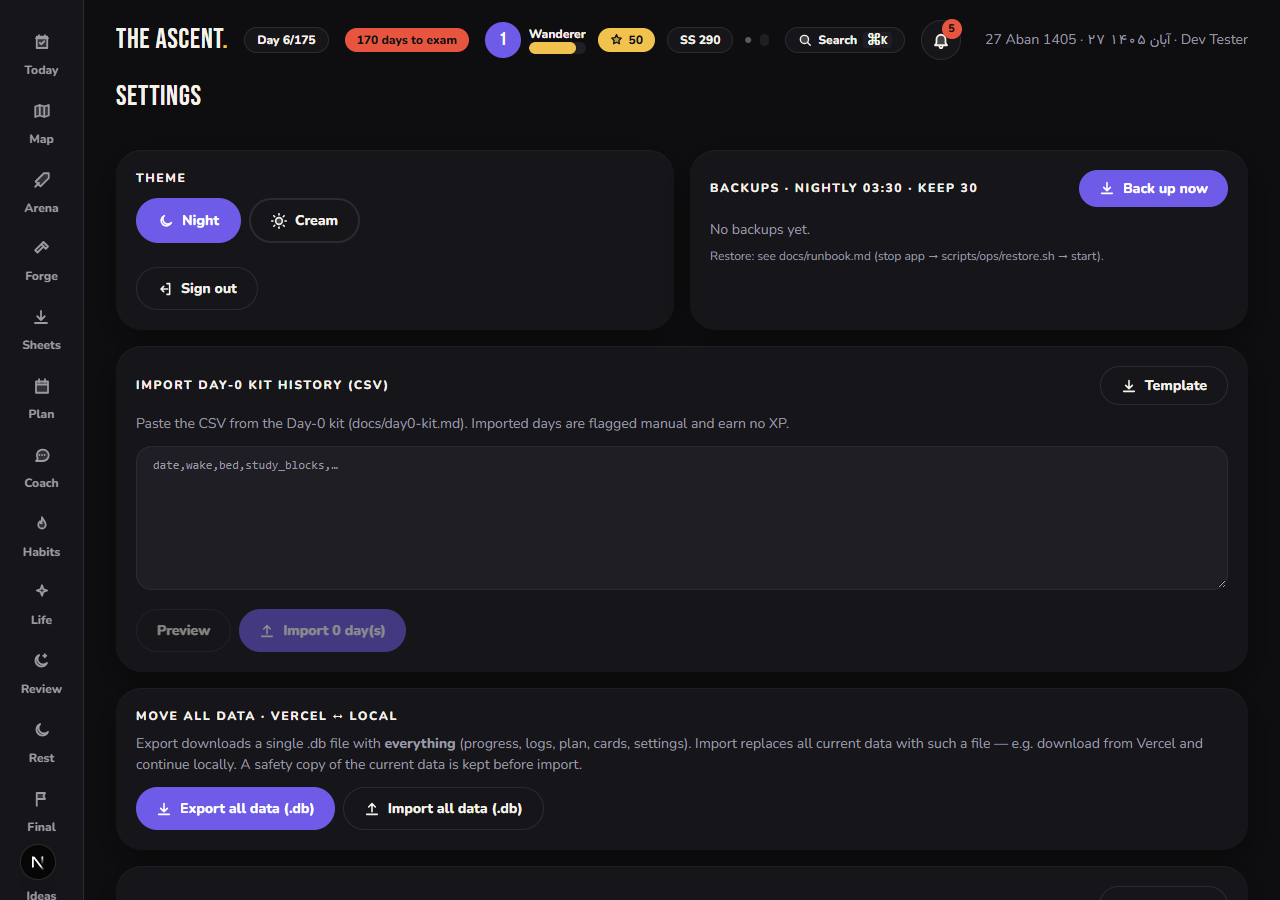 THE ASCENT.
Day 6/175
170 days to exam
1
Wanderer
50
SS 290
Search ⌘K
5
27 Aban 1405 · ۲۷ آبان ۱۴۰۵ · Dev Tester
Today
Map
Arena
Forge
Sheets
Plan
Coach
Habits
Life
Review
Rest
Final
N
Ideas
SETTINGS
THEME
Night
Cream
Sign out
BACKUPS · NIGHTLY 03:30 · KEEP 30
Back up now
No backups yet.
Restore: see docs/runbook.md (stop app → scripts/ops/restore.sh → start).
IMPORT DAY-0 KIT HISTORY (CSV)
Template
Paste the CSV from the Day-0 kit (docs/day0-kit.md). Imported days are flagged manual and earn no XP.
date,wake,bed,study_blocks,…
Preview
Import 0 day(s)
MOVE ALL DATA · VERCEL ↔ LOCAL
Export downloads a single .db file with everything (progress, logs, plan, cards, settings). Import replaces all current data with such a file — e.g. download from Vercel and
continue locally. A safety copy of the current data is kept before import.
Export all data (.db)
Import all data (.db)